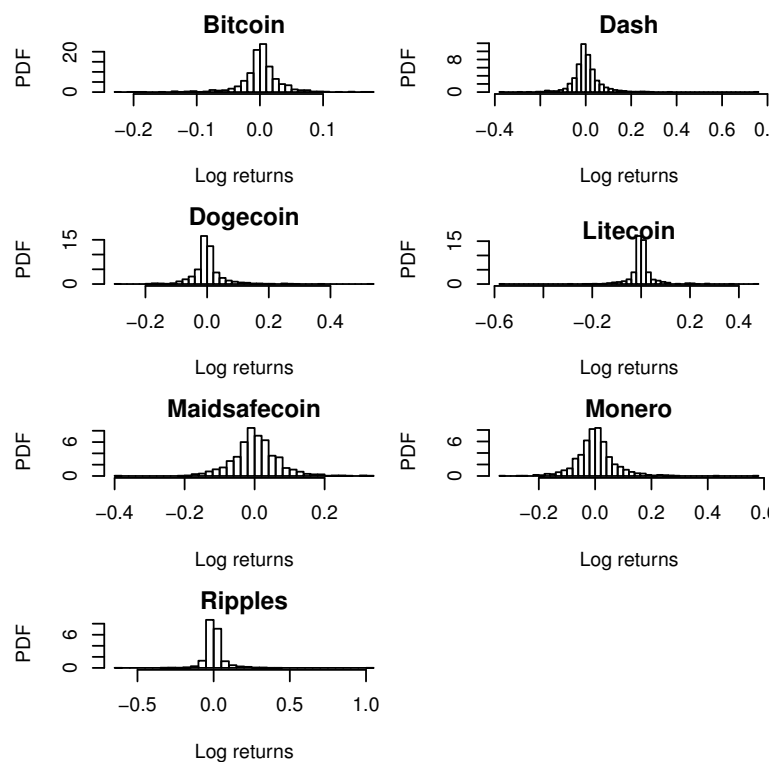 Bitcoin
PDF
0 20
−0.2 −0.1 0.0 0.1
Log returns
Dash
PDF
0 8
−0.4 0.0 0.2 0.4 0.6
Log returns
Dogecoin
PDF
0 15
−0.2 0.0 0.2 0.4
Log returns
Litecoin
PDF
0 15
−0.6 −0.2 0.2 0.4
Log returns
Maidsafecoin
PDF
0 6
−0.4 −0.2 0.0 0.2
Log returns
Monero
PDF
0 6
−0.2 0.0 0.2 0.4
Log returns
Ripples
PDF
0 6
−0.5 0.0 0.5 1.0
Log returns